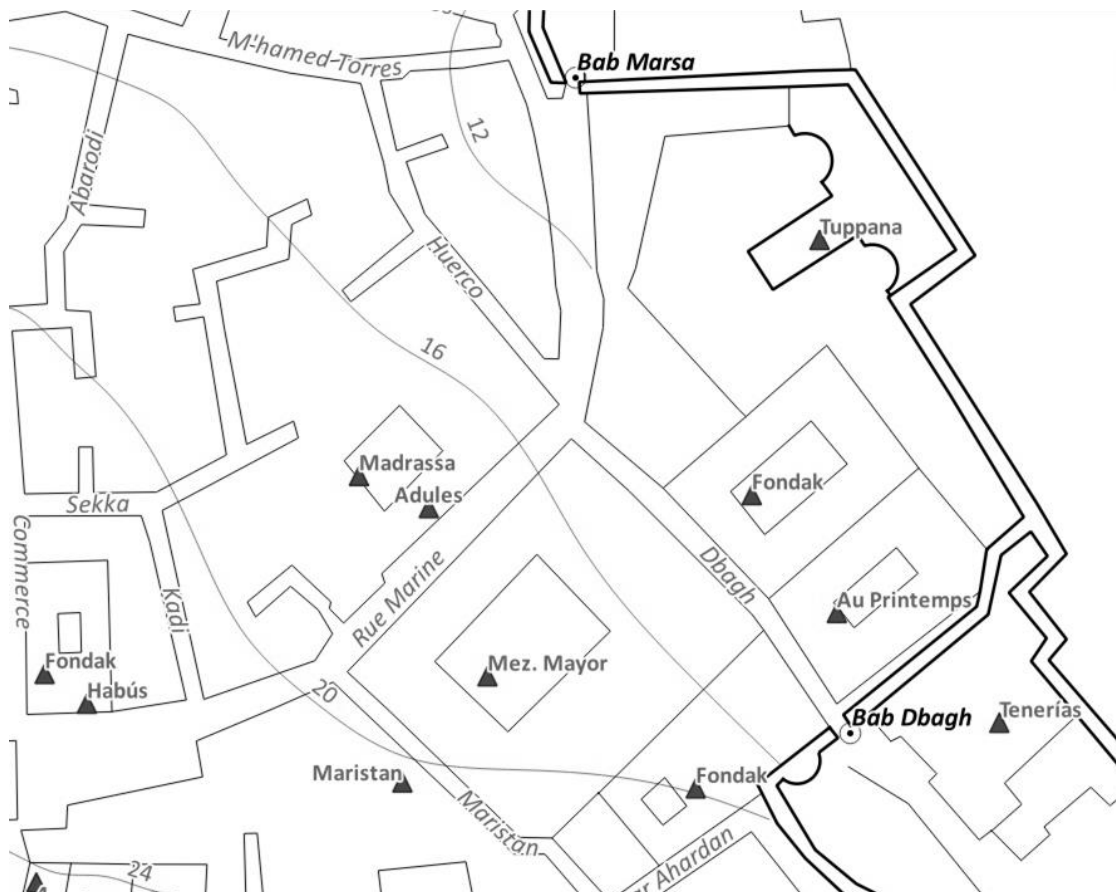 M'hamed Torres
Bab Marsa
12
Abarodi
Tuppana
Huerco
16
Madrassa
Fondak
Adules
Sekka
Commerce
Dbagh
Rue Marine
Kadi
Au Printemps
Fondak
Mez. Mayor
Habús
20
Bab Dbagh
Tenerías
Maristan
Fondak
Maristan
Ahardan
24